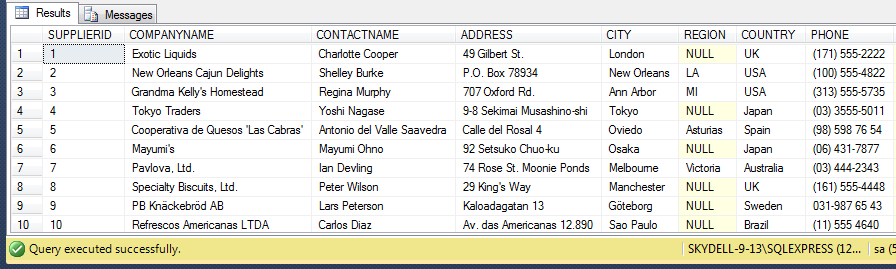 Results Messages
SUPPLIERID COMPANYNAME CONTACTNAME ADDRESS CITY REGION COUNTRY PHONE
1 1 Exotic Liquids Charlotte Cooper 49 Gilbert St. London NULL UK (171) 555-2222
2 2 New Orleans Cajun Delights Shelley Burke P.O. Box 78934 New Orleans LA USA (100) 555-4822
3 3 Grandma Kelly's Homestead Regina Murphy 707 Oxford Rd. Ann Arbor MI USA (313) 555-5735
4 4 Tokyo Traders Yoshi Nagase 9-8 Sekimai Musashino-shi Tokyo NULL Japan (03) 3555-5011
5 5 Cooperativa de Quesos 'Las Cabras' Antonio del Valle Saavedra Calle del Rosal 4 Oviedo Asturias Spain (98) 598 76 54
6 6 Mayumi's Mayumi Ohno 92 Setsuko Chuo-ku Osaka NULL Japan (06) 431-7877
7 7 Pavlova, Ltd. Ian Devling 74 Rose St. Moonie Ponds Melbourne Victoria Australia (03) 444-2343
8 8 Specialty Biscuits, Ltd. Peter Wilson 29 King's Way Manchester NULL UK (161) 555-4448
9 9 PB Knäckebröd AB Lars Peterson Kaloadagatan 13 Göteborg NULL Sweden 031-987 65 43
10 10 Refrescos Americanas LTDA Carlos Diaz Av. das Americanas 12.890 Sao Paulo NULL Brazil (11) 555 4640
Query executed successfully. SKYDELL-9-13\SQLEXPRESS (12... sa (5